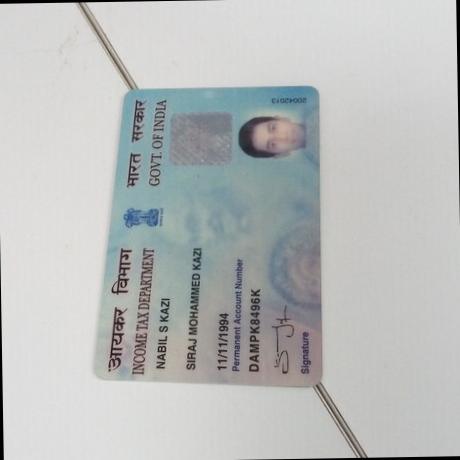 आयकर विभाग भारत सरकार
INCOME TAX DEPARTMENT GOVT. OF INDIA
NABIL S KAZI
SIRAJ MOHAMMED KAZI
11/11/1994
Permanent Account Number
DAMPK8496K
Signature
20042013